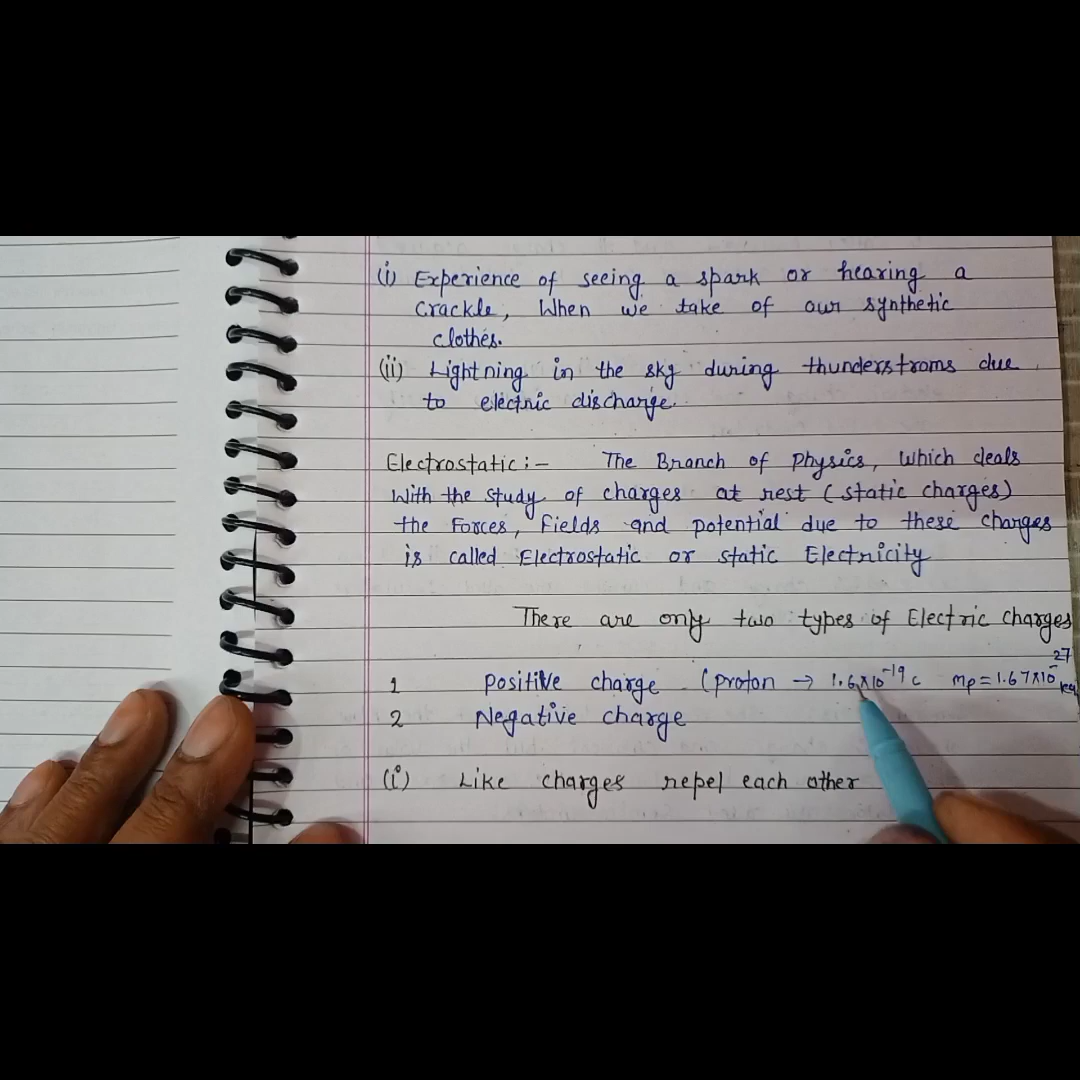 (i) Experience of seeing a spark or hearing a
crackle, When we take of our synthetic
clothes.
(ii) Lightning in the sky during thunderstroms due
to electric discharge.
Electrostatic :- The Branch of Physics, which deals
With the study of charges at rest (static charges)
the Forces, Fields and potential due to these charges
is called Electrostatic or static Electricity
There are only two types of Electric charges
1 Positive charge (proton → 1.6×10⁻¹⁹ c mp = 1.67×10⁻²⁷ kg
2 Negative charge
(i) Like charges repel each other